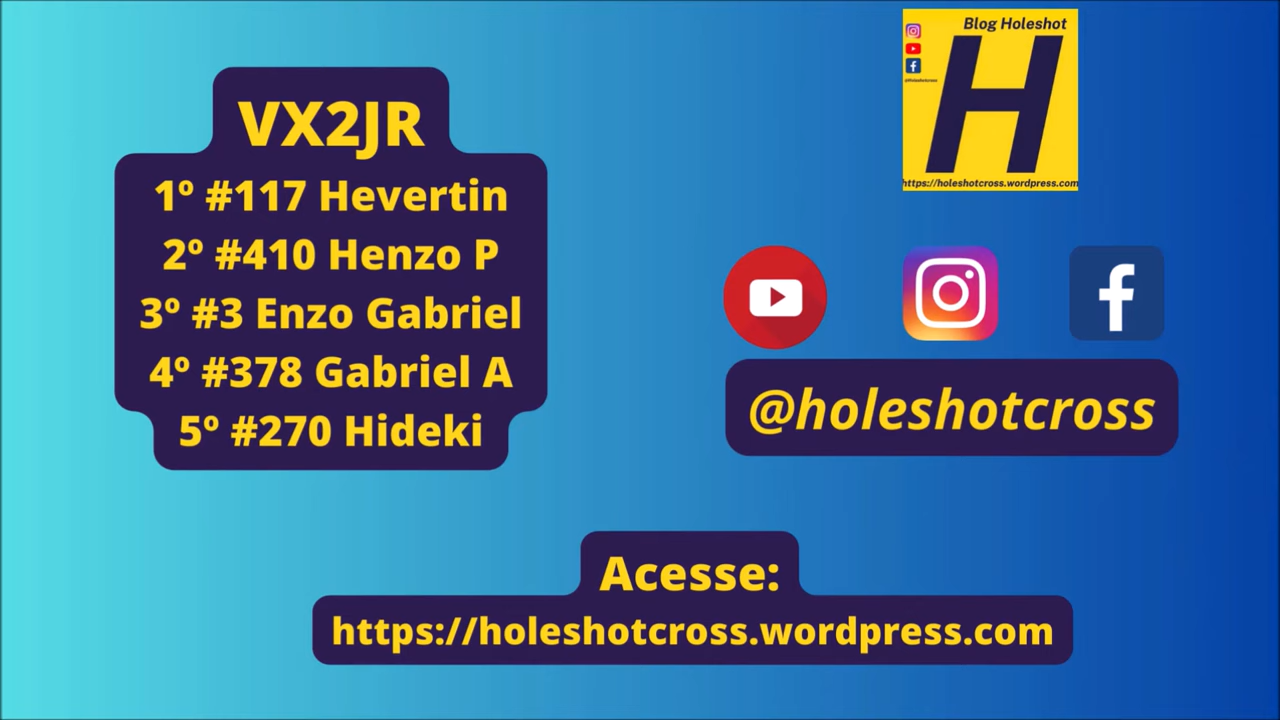 Blog Holeshot
H
@holeshotcross
https://holeshotcross.wordpress.com
VX2JR
1º #117 Hevertin
2º #410 Henzo P
3º #3 Enzo Gabriel
4º #378 Gabriel A
5º #270 Hideki
@holeshotcross
Acesse:
https://holeshotcross.wordpress.com